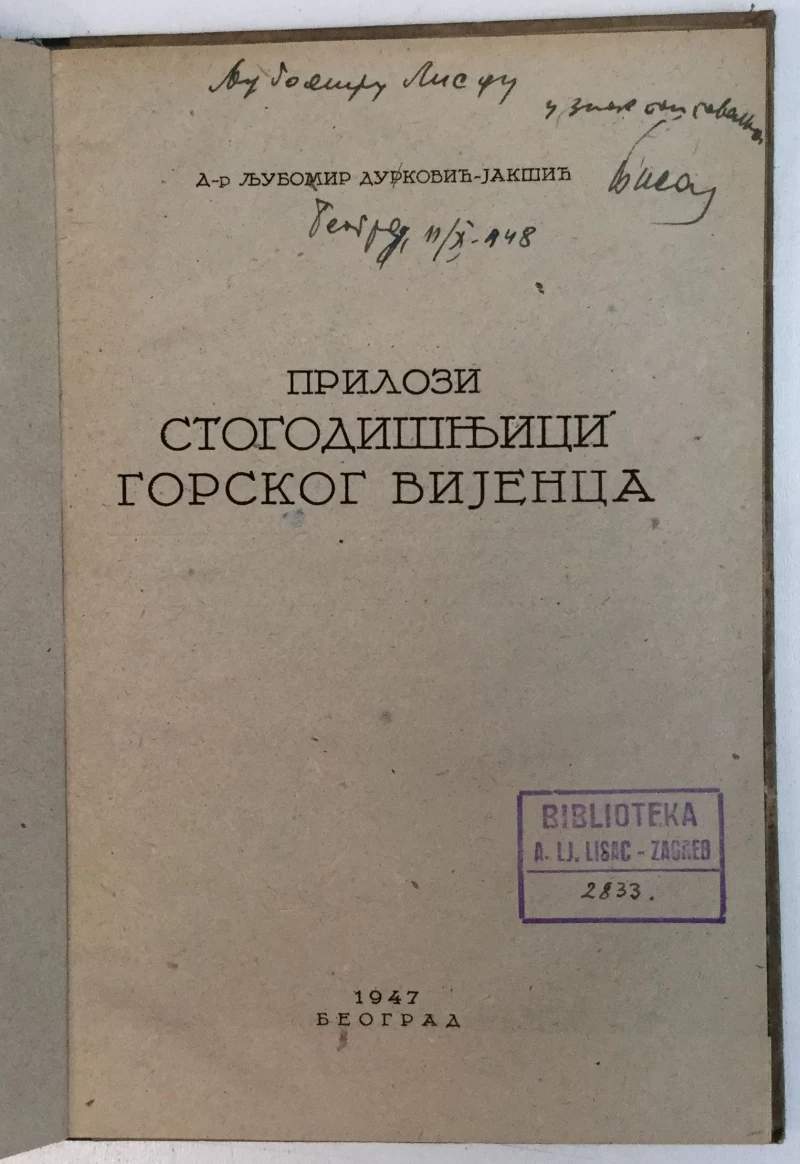 Љубомиру Лисцу
у знак
Д-р ЉУБОМИР ДУРКОВИЋ-ЈАКШИЋ
Београд, 11/X-948
ПРИЛОЗИ
СТОГОДИШЊИЦИ
ГОРСКОГ ВИЈЕНЦА
BIBLIOTEKA
A. LJ. LISAC - ZAGREB
2833.
1947
БЕОГРАД